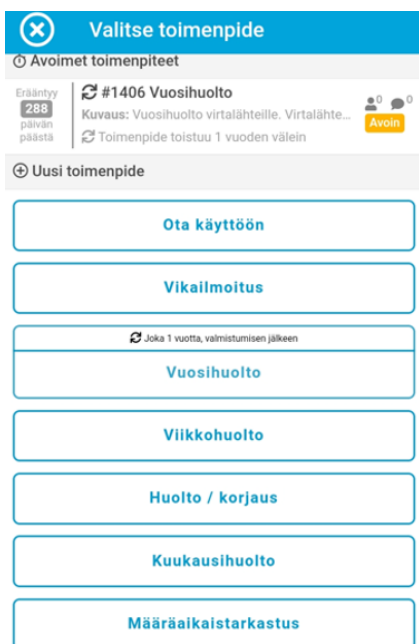 Valitse toimenpide
Avoimet toimenpiteet
Erääntyy
288
päivän
päästä
#1406 Vuosihuolto
Kuvaus: Vuosihuolto virtalähteille. Virtalähte...
Toimenpide toistuu 1 vuoden välein
0 0
Avoin
Uusi toimenpide
Ota käyttöön
Vikailmoitus
Joka 1 vuotta, valmistumisen jälkeen
Vuosihuolto
Viikkohuolto
Huolto / korjaus
Kuukausihuolto
Määräaikaistarkastus